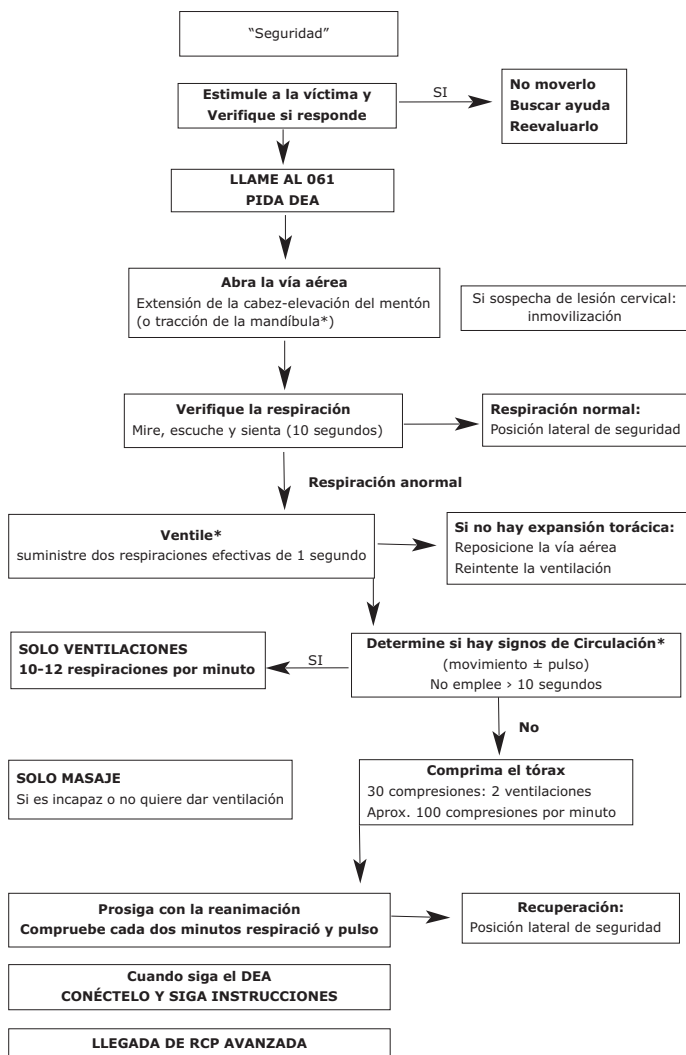 “Seguridad”
Estimule a la víctima y
Verifique si responde
SI
No moverlo
Buscar ayuda
Reevaluarlo
LLAME AL 061
PIDA DEA
Abra la vía aérea
Extensión de la cabez-elevación del mentón
(o tracción de la mandíbula*)
Si sospecha de lesión cervical:
inmovilización
Verifique la respiración
Mire, escuche y sienta (10 segundos)
Respiración normal:
Posición lateral de seguridad
Respiración anormal
Ventile*
suministre dos respiraciones efectivas de 1 segundo
Si no hay expansión torácica:
Reposicione la vía aérea
Reintente la ventilación
Determine si hay signos de Circulación*
(movimiento ± pulso)
No emplee › 10 segundos
SI
SOLO VENTILACIONES
10-12 respiraciones por minuto
No
Comprima el tórax
30 compresiones: 2 ventilaciones
Aprox. 100 compresiones por minuto
SOLO MASAJE
Si es incapaz o no quiere dar ventilación
Prosiga con la reanimación
Compruebe cada dos minutos respiració y pulso
Recuperación:
Posición lateral de seguridad
Cuando siga el DEA
CONÉCTELO Y SIGA INSTRUCCIONES
LLEGADA DE RCP AVANZADA